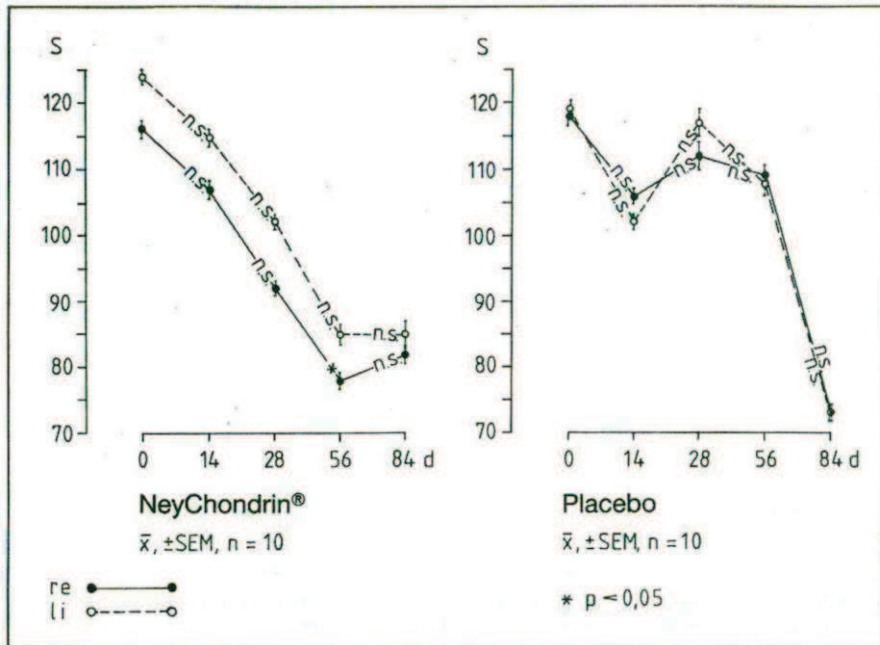 S
120
110
100
90
80
70
n.s.
n.s.
n.s.
n.s.
n.s.
n.s.
*
n.s.
n.s.
0 14 28 56 84 d
NeyChondrin®
x̄, ±SEM, n = 10
re
li
S
120
110
100
90
80
70
n.s.
n.s.
n.s.
n.s.
n.s.
n.s.
n.s.
n.s.
0 14 28 56 84 d
Placebo
x̄, ±SEM, n = 10
* p < 0,05